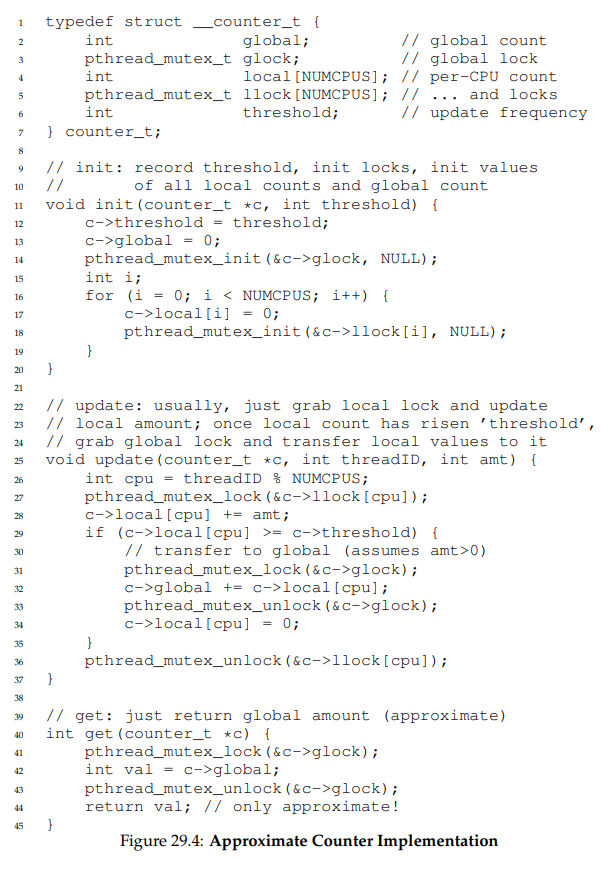 1 typedef struct __counter_t {
2 int global; // global count
3 pthread_mutex_t glock; // global lock
4 int local[NUMCPUS]; // per-CPU count
5 pthread_mutex_t llock[NUMCPUS]; // ... and locks
6 int threshold; // update frequency
7 } counter_t;
8
9 // init: record threshold, init locks, init values
10 // of all local counts and global count
11 void init(counter_t *c, int threshold) {
12 c->threshold = threshold;
13 c->global = 0;
14 pthread_mutex_init(&c->glock, NULL);
15 int i;
16 for (i = 0; i < NUMCPUS; i++) {
17 c->local[i] = 0;
18 pthread_mutex_init(&c->llock[i], NULL);
19 }
20 }
21
22 // update: usually, just grab local lock and update
23 // local amount; once local count has risen ’threshold’,
24 // grab global lock and transfer local values to it
25 void update(counter_t *c, int threadID, int amt) {
26 int cpu = threadID % NUMCPUS;
27 pthread_mutex_lock(&c->llock[cpu]);
28 c->local[cpu] += amt;
29 if (c->local[cpu] >= c->threshold) {
30 // transfer to global (assumes amt>0)
31 pthread_mutex_lock(&c->glock);
32 c->global += c->local[cpu];
33 pthread_mutex_unlock(&c->glock);
34 c->local[cpu] = 0;
35 }
36 pthread_mutex_unlock(&c->llock[cpu]);
37 }
38
39 // get: just return global amount (approximate)
40 int get(counter_t *c) {
41 pthread_mutex_lock(&c->glock);
42 int val = c->global;
43 pthread_mutex_unlock(&c->glock);
44 return val; // only approximate!
45 }
Figure 29.4: Approximate Counter Implementation